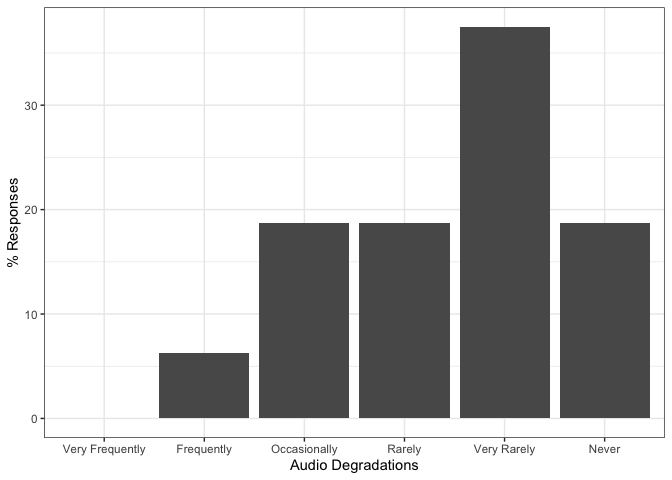 % Responses
30
20
10
0
Very Frequently Frequently Occasionally Rarely Very Rarely Never
Audio Degradations